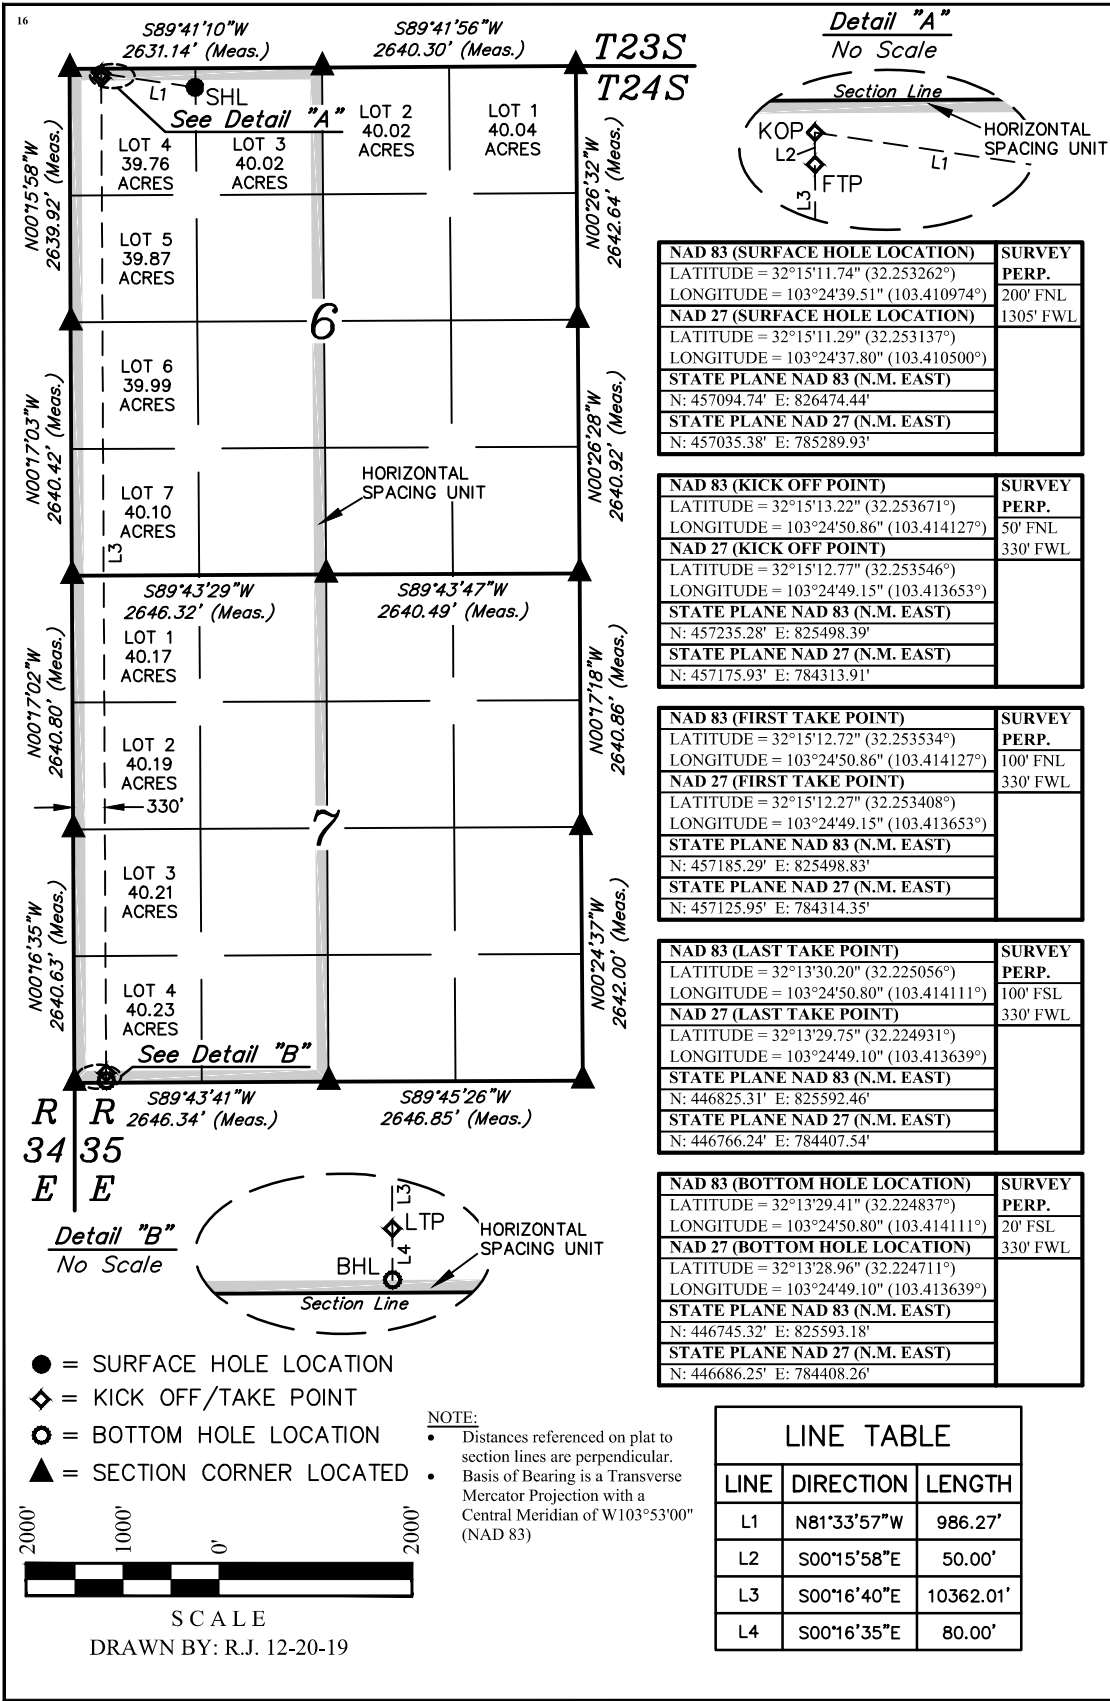 16
S89°41'10"W
2631.14' (Meas.)
S89°41'56"W
2640.30' (Meas.)
T23S
T24S
L1
SHL
See Detail "A"
LOT 4
39.76
ACRES
LOT 3
40.02
ACRES
LOT 2
40.02
ACRES
LOT 1
40.04
ACRES
N00°15'58"W
2639.92' (Meas.)
N00°26'32"W
2642.64' (Meas.)
LOT 5
39.87
ACRES
6
LOT 6
39.99
ACRES
N00°17'03"W
2640.42' (Meas.)
N00°26'28"W
2640.92' (Meas.)
HORIZONTAL
SPACING UNIT
LOT 7
40.10
ACRES
L3
S89°43'29"W
2646.32' (Meas.)
S89°43'47"W
2640.49' (Meas.)
LOT 1
40.17
ACRES
N00°17'02"W
2640.80' (Meas.)
N00°17'18"W
2640.86' (Meas.)
LOT 2
40.19
ACRES
330'
7
LOT 3
40.21
ACRES
N00°16'35"W
2640.63' (Meas.)
N00°24'37"W
2642.00' (Meas.)
LOT 4
40.23
ACRES
See Detail "B"
S89°43'41"W
2646.34' (Meas.)
S89°45'26"W
2646.85' (Meas.)
R R
34 35
E E
Detail "A"
No Scale
Section Line
KOP
HORIZONTAL
SPACING UNIT
L2
L1
FTP
L3
NAD 83 (SURFACE HOLE LOCATION) SURVEY
LATITUDE = 32°15'11.74" (32.253262°) PERP.
LONGITUDE = 103°24'39.51" (103.410974°) 200' FNL
NAD 27 (SURFACE HOLE LOCATION) 1305' FWL
LATITUDE = 32°15'11.29" (32.253137°)
LONGITUDE = 103°24'37.80" (103.410500°)
STATE PLANE NAD 83 (N.M. EAST)
N: 457094.74' E: 826474.44'
STATE PLANE NAD 27 (N.M. EAST)
N: 457035.38' E: 785289.93'
NAD 83 (KICK OFF POINT) SURVEY
LATITUDE = 32°15'13.22" (32.253671°) PERP.
LONGITUDE = 103°24'50.86" (103.414127°) 50' FNL
NAD 27 (KICK OFF POINT) 330' FWL
LATITUDE = 32°15'12.77" (32.253546°)
LONGITUDE = 103°24'49.15" (103.413653°)
STATE PLANE NAD 83 (N.M. EAST)
N: 457235.28' E: 825498.39'
STATE PLANE NAD 27 (N.M. EAST)
N: 457175.93' E: 784313.91'
NAD 83 (FIRST TAKE POINT) SURVEY
LATITUDE = 32°15'12.72" (32.253534°) PERP.
LONGITUDE = 103°24'50.86" (103.414127°) 100' FNL
NAD 27 (FIRST TAKE POINT) 330' FWL
LATITUDE = 32°15'12.27" (32.253408°)
LONGITUDE = 103°24'49.15" (103.413653°)
STATE PLANE NAD 83 (N.M. EAST)
N: 457185.29' E: 825498.83'
STATE PLANE NAD 27 (N.M. EAST)
N: 457125.95' E: 784314.35'
NAD 83 (LAST TAKE POINT) SURVEY
LATITUDE = 32°13'30.20" (32.225056°) PERP.
LONGITUDE = 103°24'50.80" (103.414111°) 100' FSL
NAD 27 (LAST TAKE POINT) 330' FWL
LATITUDE = 32°13'29.75" (32.224931°)
LONGITUDE = 103°24'49.10" (103.413639°)
STATE PLANE NAD 83 (N.M. EAST)
N: 446825.31' E: 825592.46'
STATE PLANE NAD 27 (N.M. EAST)
N: 446766.24' E: 784407.54'
NAD 83 (BOTTOM HOLE LOCATION) SURVEY
LATITUDE = 32°13'29.41" (32.224837°) PERP.
LONGITUDE = 103°24'50.80" (103.414111°) 20' FSL
NAD 27 (BOTTOM HOLE LOCATION) 330' FWL
LATITUDE = 32°13'28.96" (32.224711°)
LONGITUDE = 103°24'49.10" (103.413639°)
STATE PLANE NAD 83 (N.M. EAST)
N: 446745.32' E: 825593.18'
STATE PLANE NAD 27 (N.M. EAST)
N: 446686.25' E: 784408.26'
Detail "B"
No Scale
L3
LTP
L4
BHL
HORIZONTAL
SPACING UNIT
Section Line
= SURFACE HOLE LOCATION
= KICK OFF/TAKE POINT
= BOTTOM HOLE LOCATION
= SECTION CORNER LOCATED
NOTE:
• Distances referenced on plat to
section lines are perpendicular.
• Basis of Bearing is a Transverse
Mercator Projection with a
Central Meridian of W103°53'00"
(NAD 83)
2000' 1000' 0' 2000'
SCALE
DRAWN BY: R.J. 12-20-19
LINE TABLE
LINE DIRECTION LENGTH
L1 N81°33'57"W 986.27'
L2 S00°15'58"E 50.00'
L3 S00°16'40"E 10362.01'
L4 S00°16'35"E 80.00'